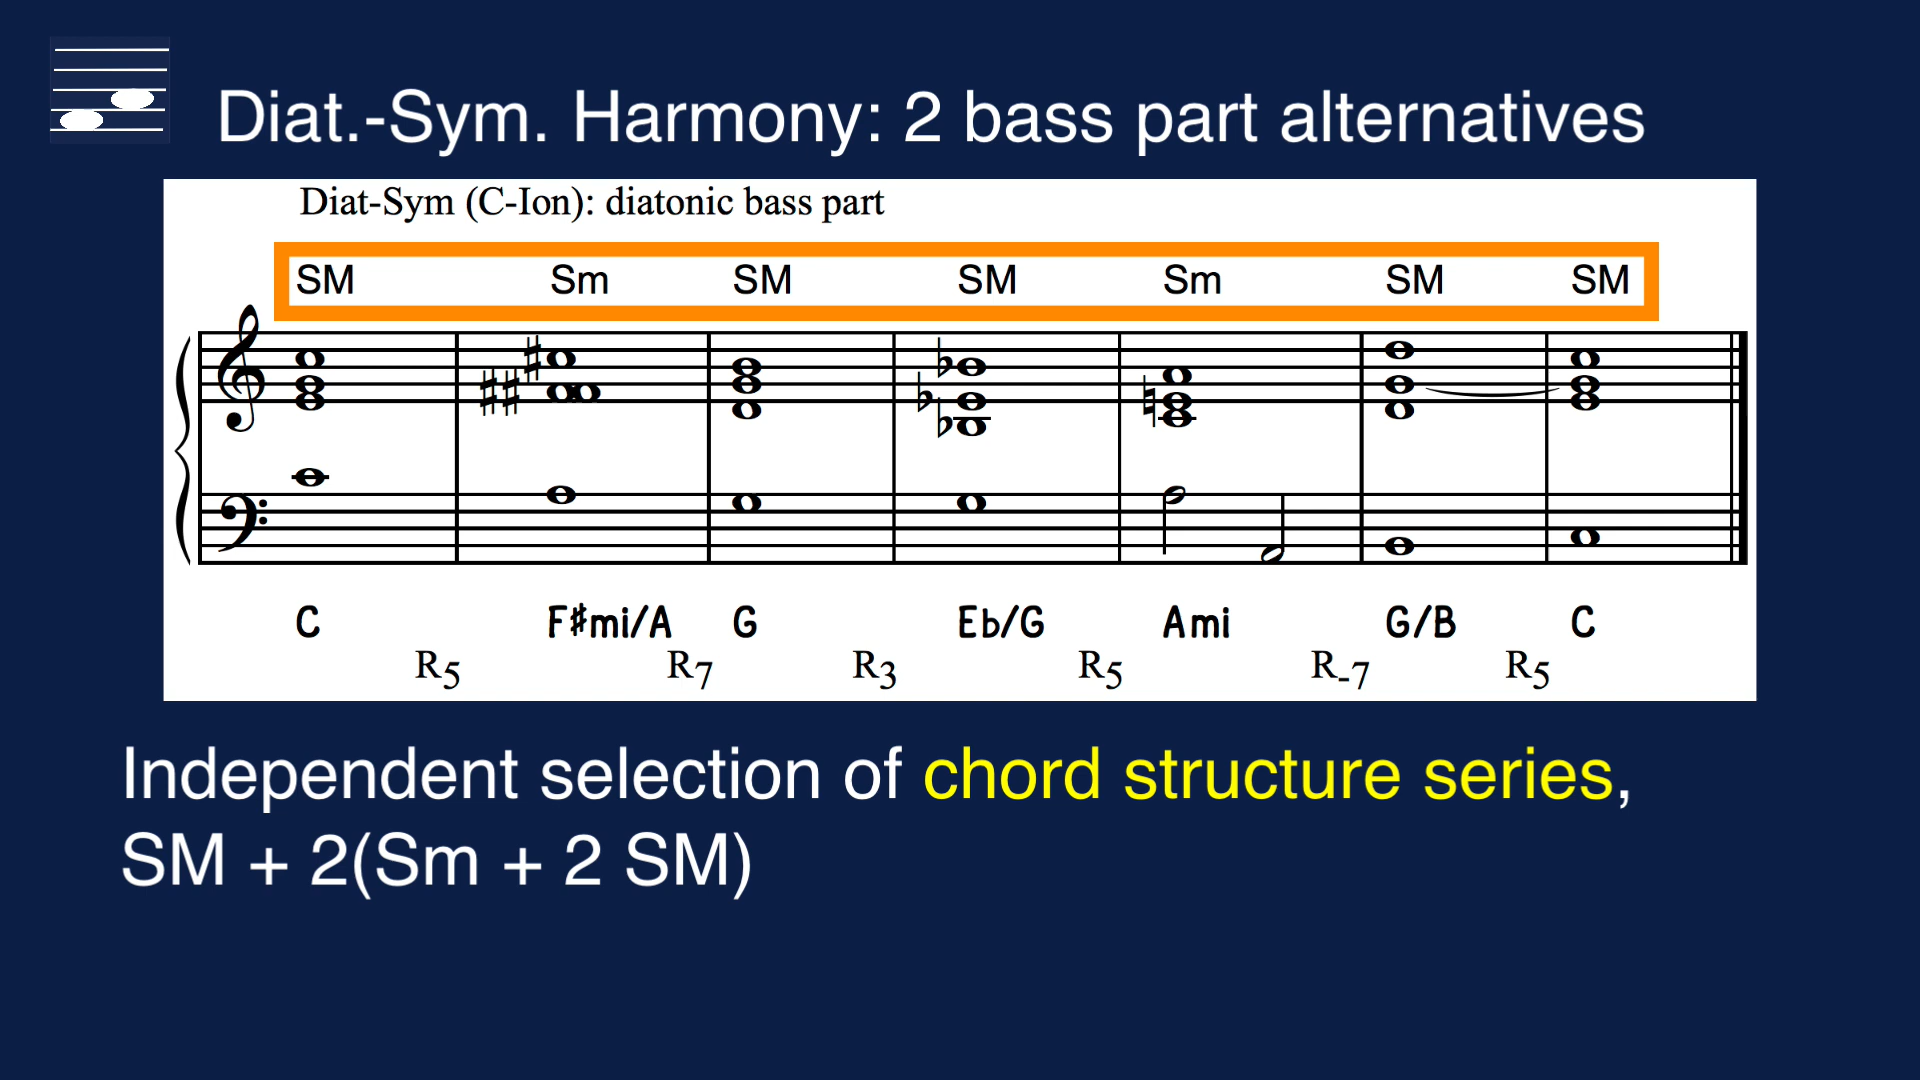 Diat.-Sym. Harmony: 2 bass part alternatives
Diat-Sym (C-Ion): diatonic bass part
SM Sm SM SM Sm SM SM
C F♯mi/A G Eb/G Ami G/B C
R5 R7 R3 R5 R-7 R5
Independent selection of chord structure series,
SM + 2(Sm + 2 SM)